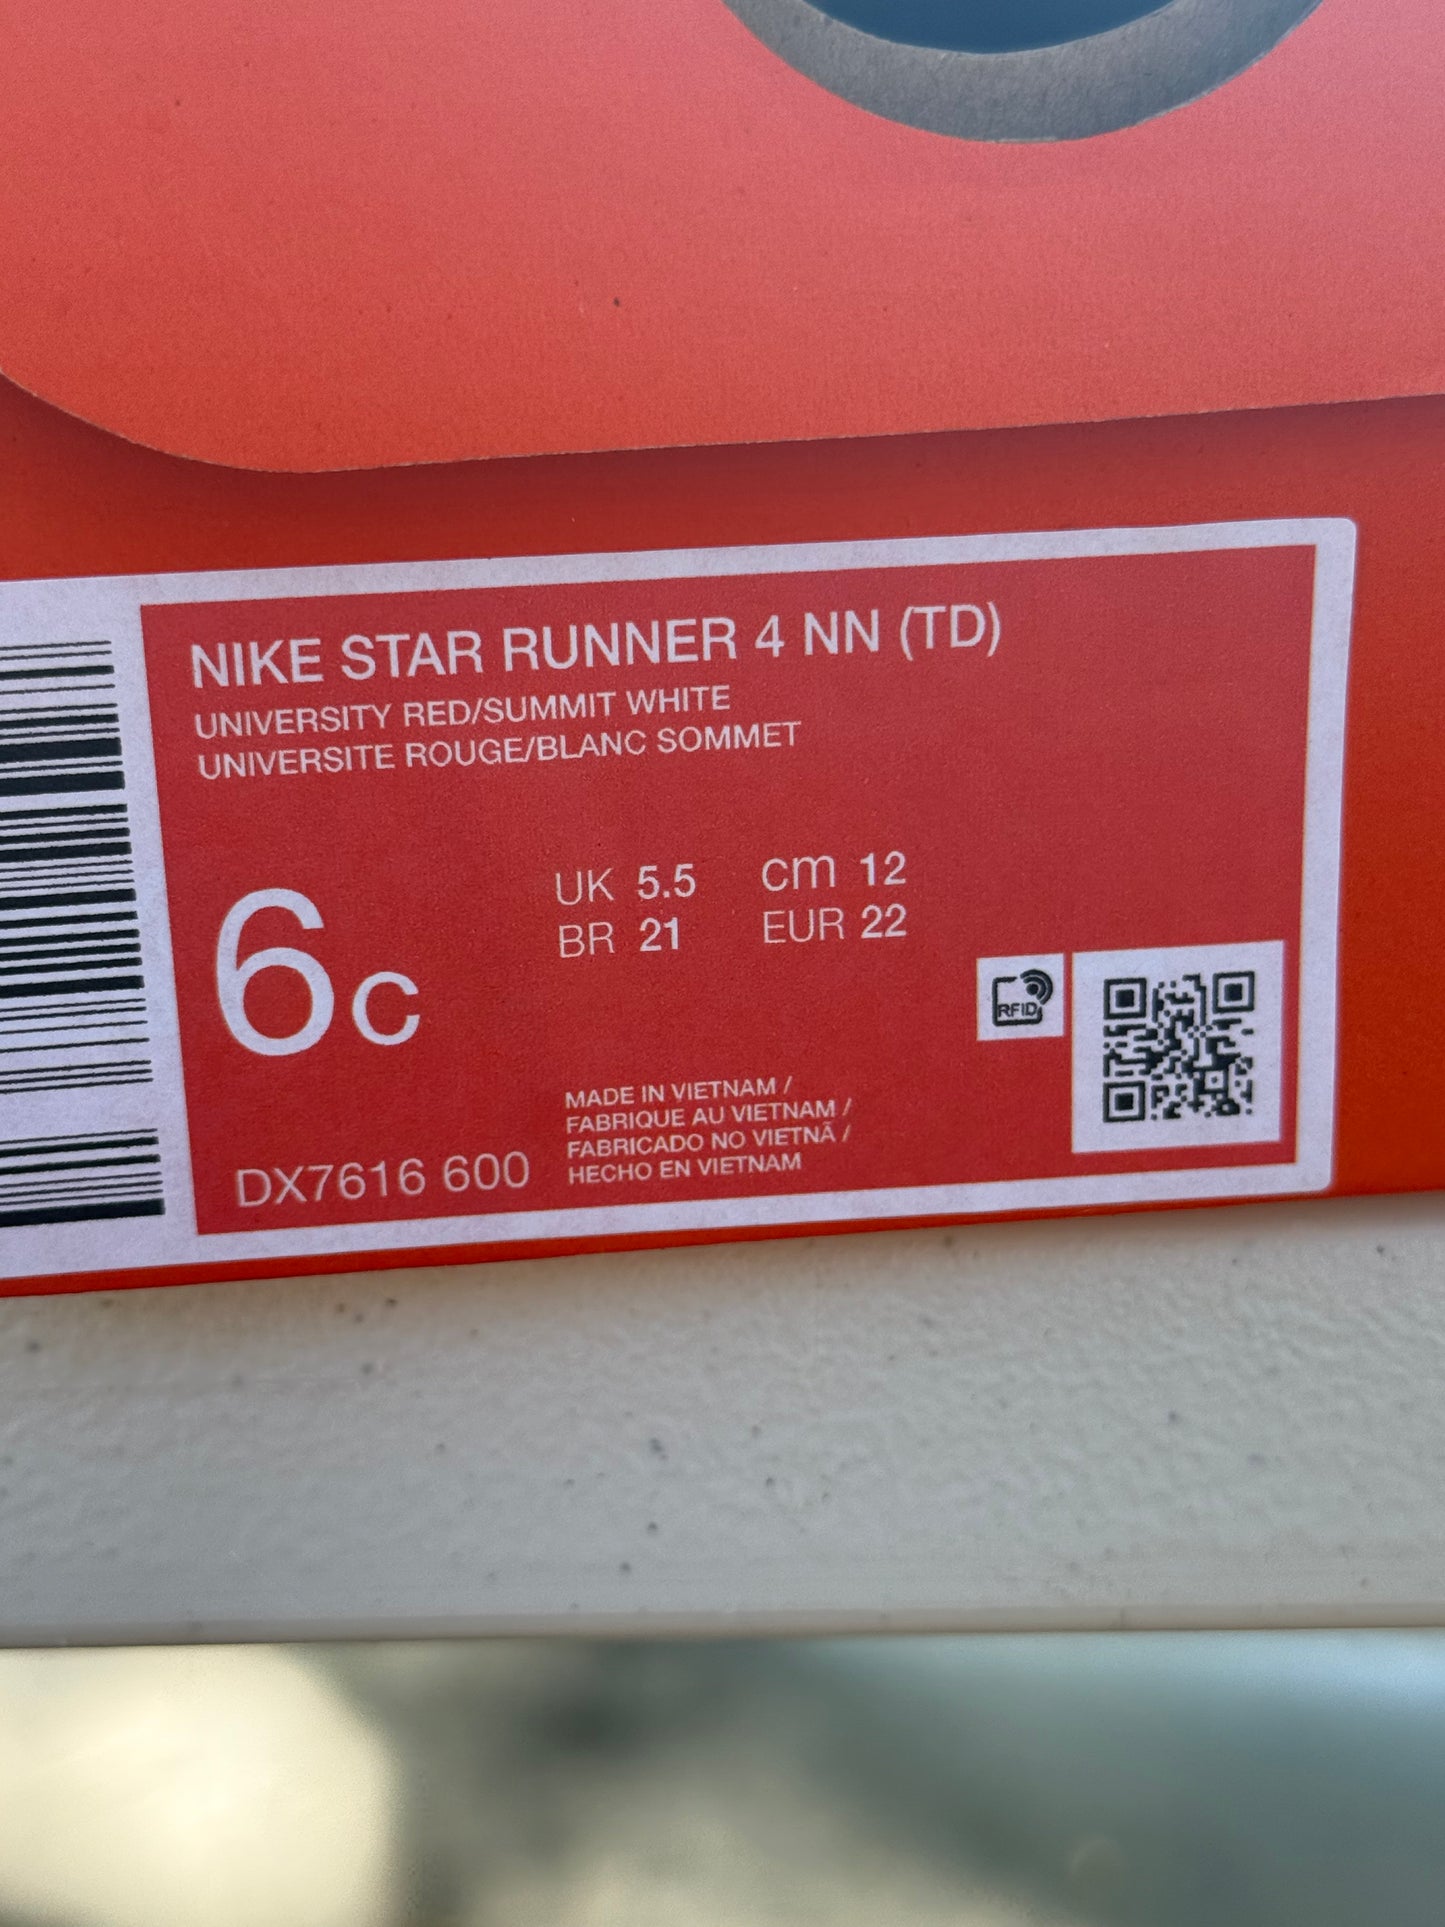 NIKE STAR RUNNER 4 NN (TD)
UNIVERSITY RED/SUMMIT WHITE
UNIVERSITE ROUGE/BLANC SOMMET
6C
UK 5.5 cm 12
BR 21 EUR 22
RFID
MADE IN VIETNAM /
FABRIQUE AU VIETNAM /
FABRICADO NO VIETNÃ /
HECHO EN VIETNAM
DX7616 600